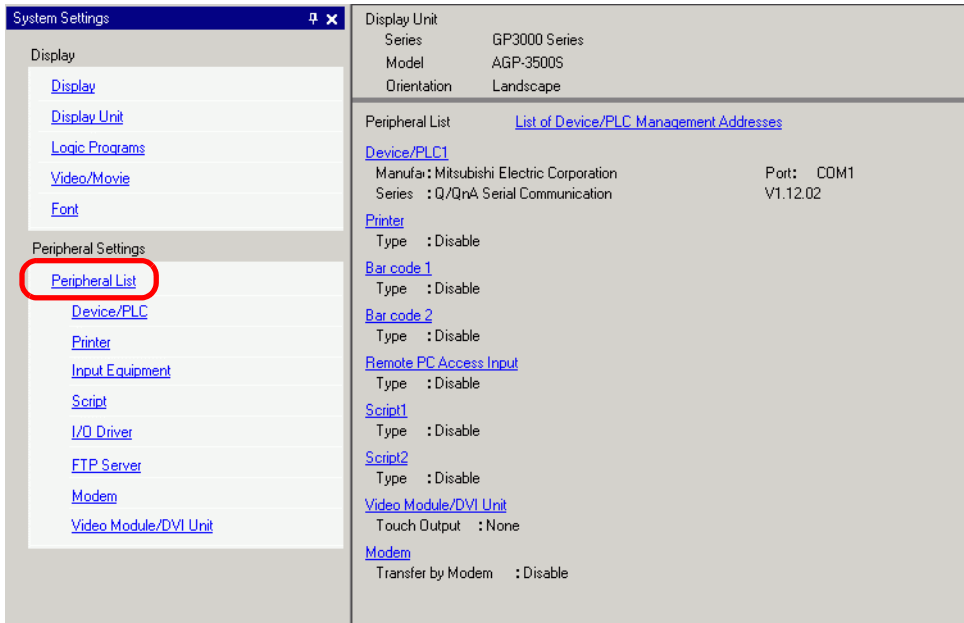 System Settings
Display
Display
Display Unit
Logic Programs
Video/Movie
Font
Peripheral Settings
Peripheral List
Device/PLC
Printer
Input Equipment
Script
I/O Driver
FTP Server
Modem
Video Module/DVI Unit
Display Unit
Series GP3000 Series
Model AGP-3500S
Orientation Landscape
Peripheral List List of Device/PLC Management Addresses
Device/PLC1
Manufa: Mitsubishi Electric Corporation Port: COM1
Series : Q/QnA Serial Communication V1.12.02
Printer
Type : Disable
Bar code 1
Type : Disable
Bar code 2
Type : Disable
Remote PC Access Input
Type : Disable
Script1
Type : Disable
Script2
Type : Disable
Video Module/DVI Unit
Touch Output : None
Modem
Transfer by Modem : Disable